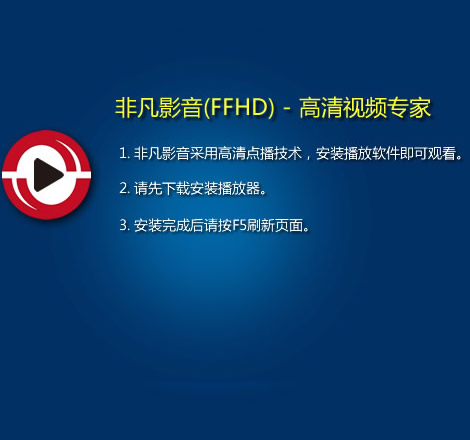 非凡影音(FFHD) - 高清视频专家
1. 非凡影音采用高清点播技术，安装播放软件即可观看。
2. 请先下载安装播放器。
3. 安装完成后请按F5刷新页面。